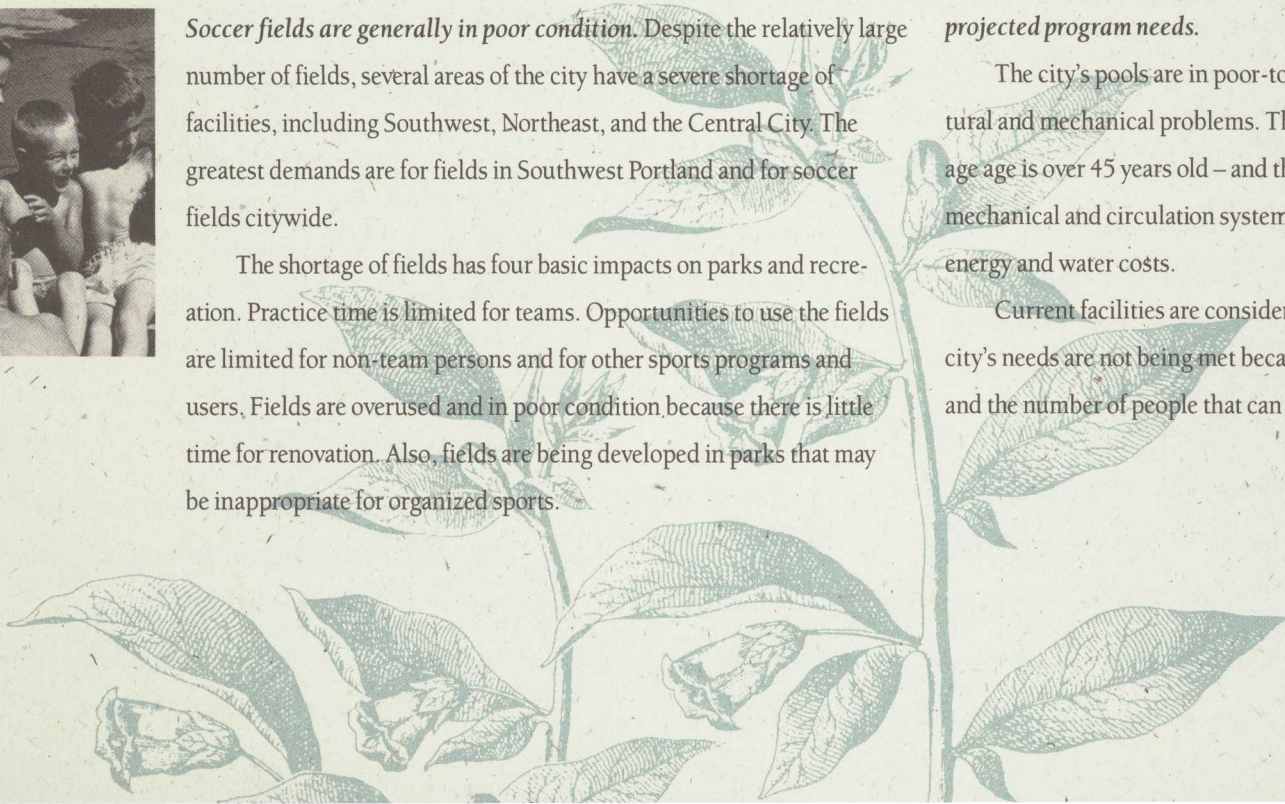 Soccer fields are generally in poor condition. Despite the relatively large
number of fields, several areas of the city have a severe shortage of
facilities, including Southwest, Northeast, and the Central City. The
greatest demands are for fields in Southwest Portland and for soccer
fields citywide.
The shortage of fields has four basic impacts on parks and recre-
ation. Practice time is limited for teams. Opportunities to use the fields
are limited for non-team persons and for other sports programs and
users. Fields are overused and in poor condition because there is little
time for renovation. Also, fields are being developed in parks that may
be inappropriate for organized sports.
projected program needs.
The city's pools are in poor-to
tural and mechanical problems. Th
age age is over 45 years old – and th
mechanical and circulation system
energy and water costs.
Current facilities are consider
city's needs are not being met beca
and the number of people that can